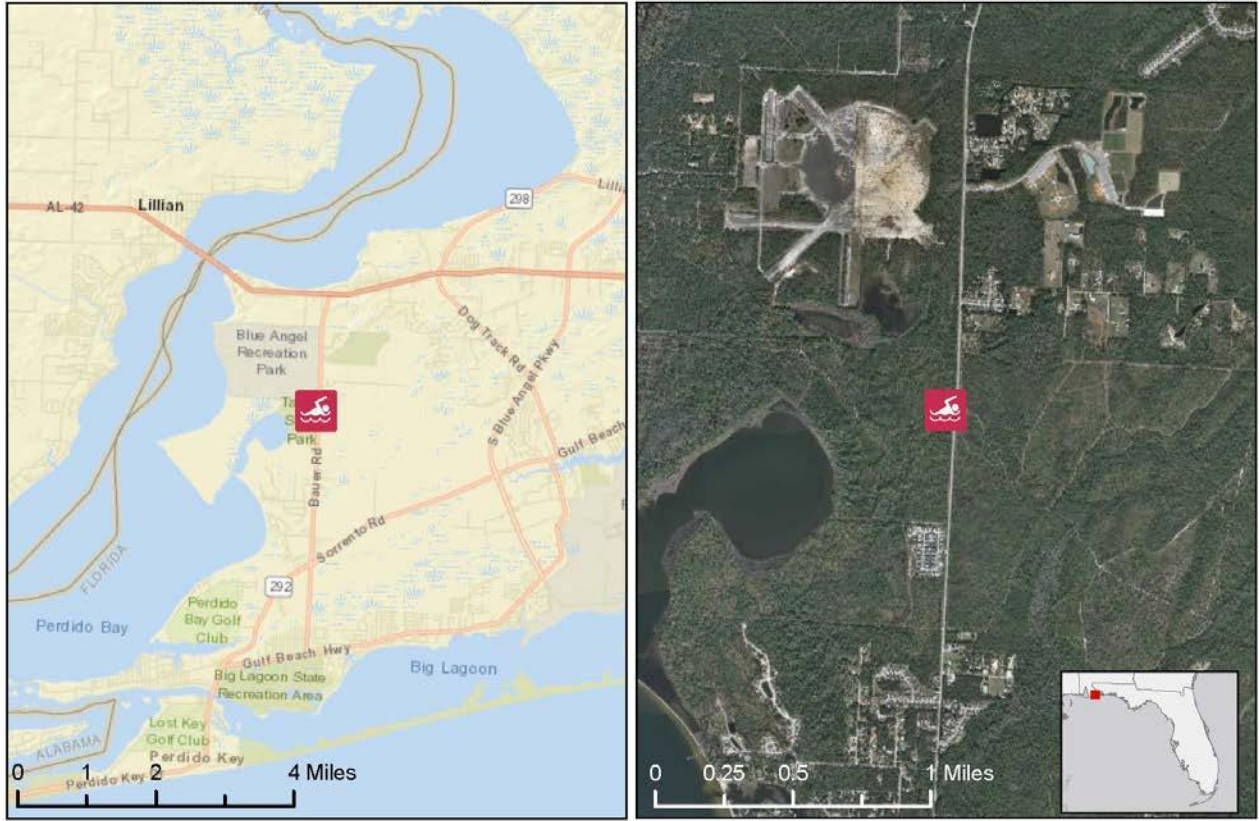 298
Lilli
AL-42
Lillian
Blue Angel
Recreation
Park
Dog Track Rd
S Blue Angel Pkwy
Ta
S
Park
Gulf Beach
Bauer Rd
Sorrento Rd
FLORIDA
292
Perdido Bay
Perdido
Bay Golf
Club
Gulf Beach Hwy
Big Lagoon
Big Lagoon State
Recreation Area
Lost Key
Golf Club
ALABAMA
Perdido Key
Perdido Key
0 1 2 4 Miles
0 0.25 0.5 1 Miles